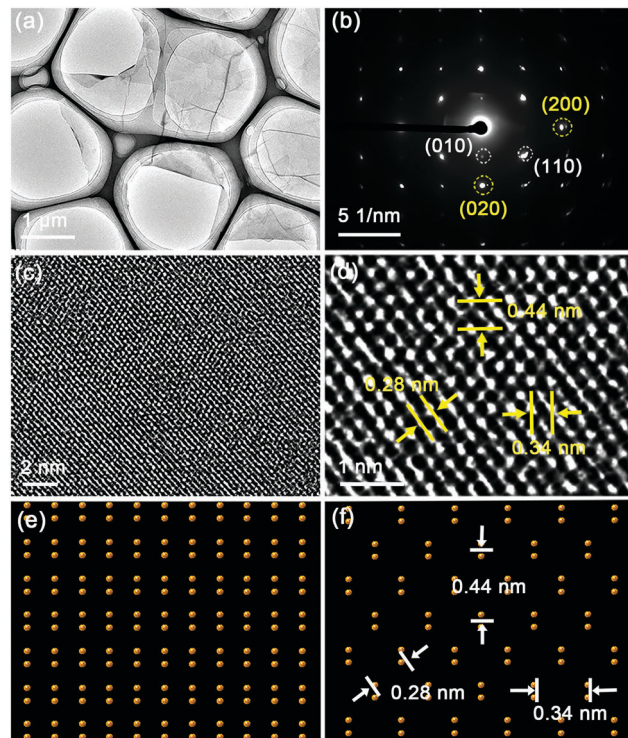 (a)
1 μm
(b)
(200)
(010)
(110)
(020)
5 1/nm
(c)
2 nm
(d)
0.44 nm
0.28 nm
0.34 nm
1 nm
(e)
(f)
0.44 nm
0.28 nm
0.34 nm